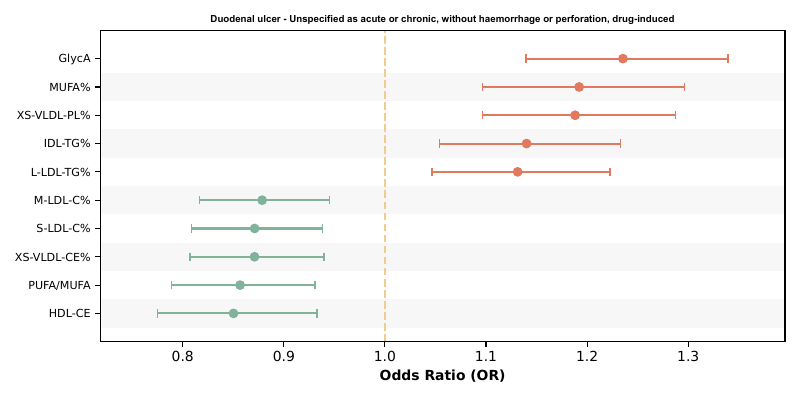 Duodenal ulcer - Unspecified as acute or chronic, without haemorrhage or perforation, drug-induced
GlycA
MUFA%
XS-VLDL-PL%
IDL-TG%
L-LDL-TG%
M-LDL-C%
S-LDL-C%
XS-VLDL-CE%
PUFA/MUFA
HDL-CE
0.8 0.9 1.0 1.1 1.2 1.3
Odds Ratio (OR)